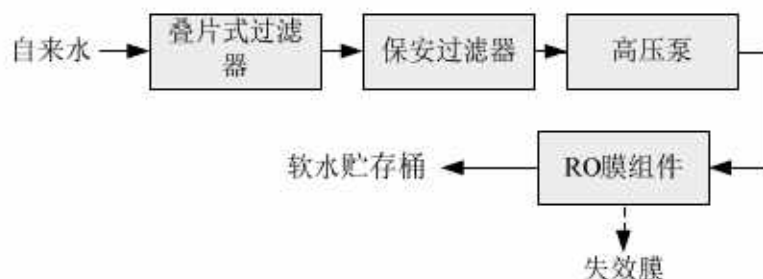 自来水
叠片式过滤
器
保安过滤器
高压泵
软水贮存桶
RO膜组件
失效膜